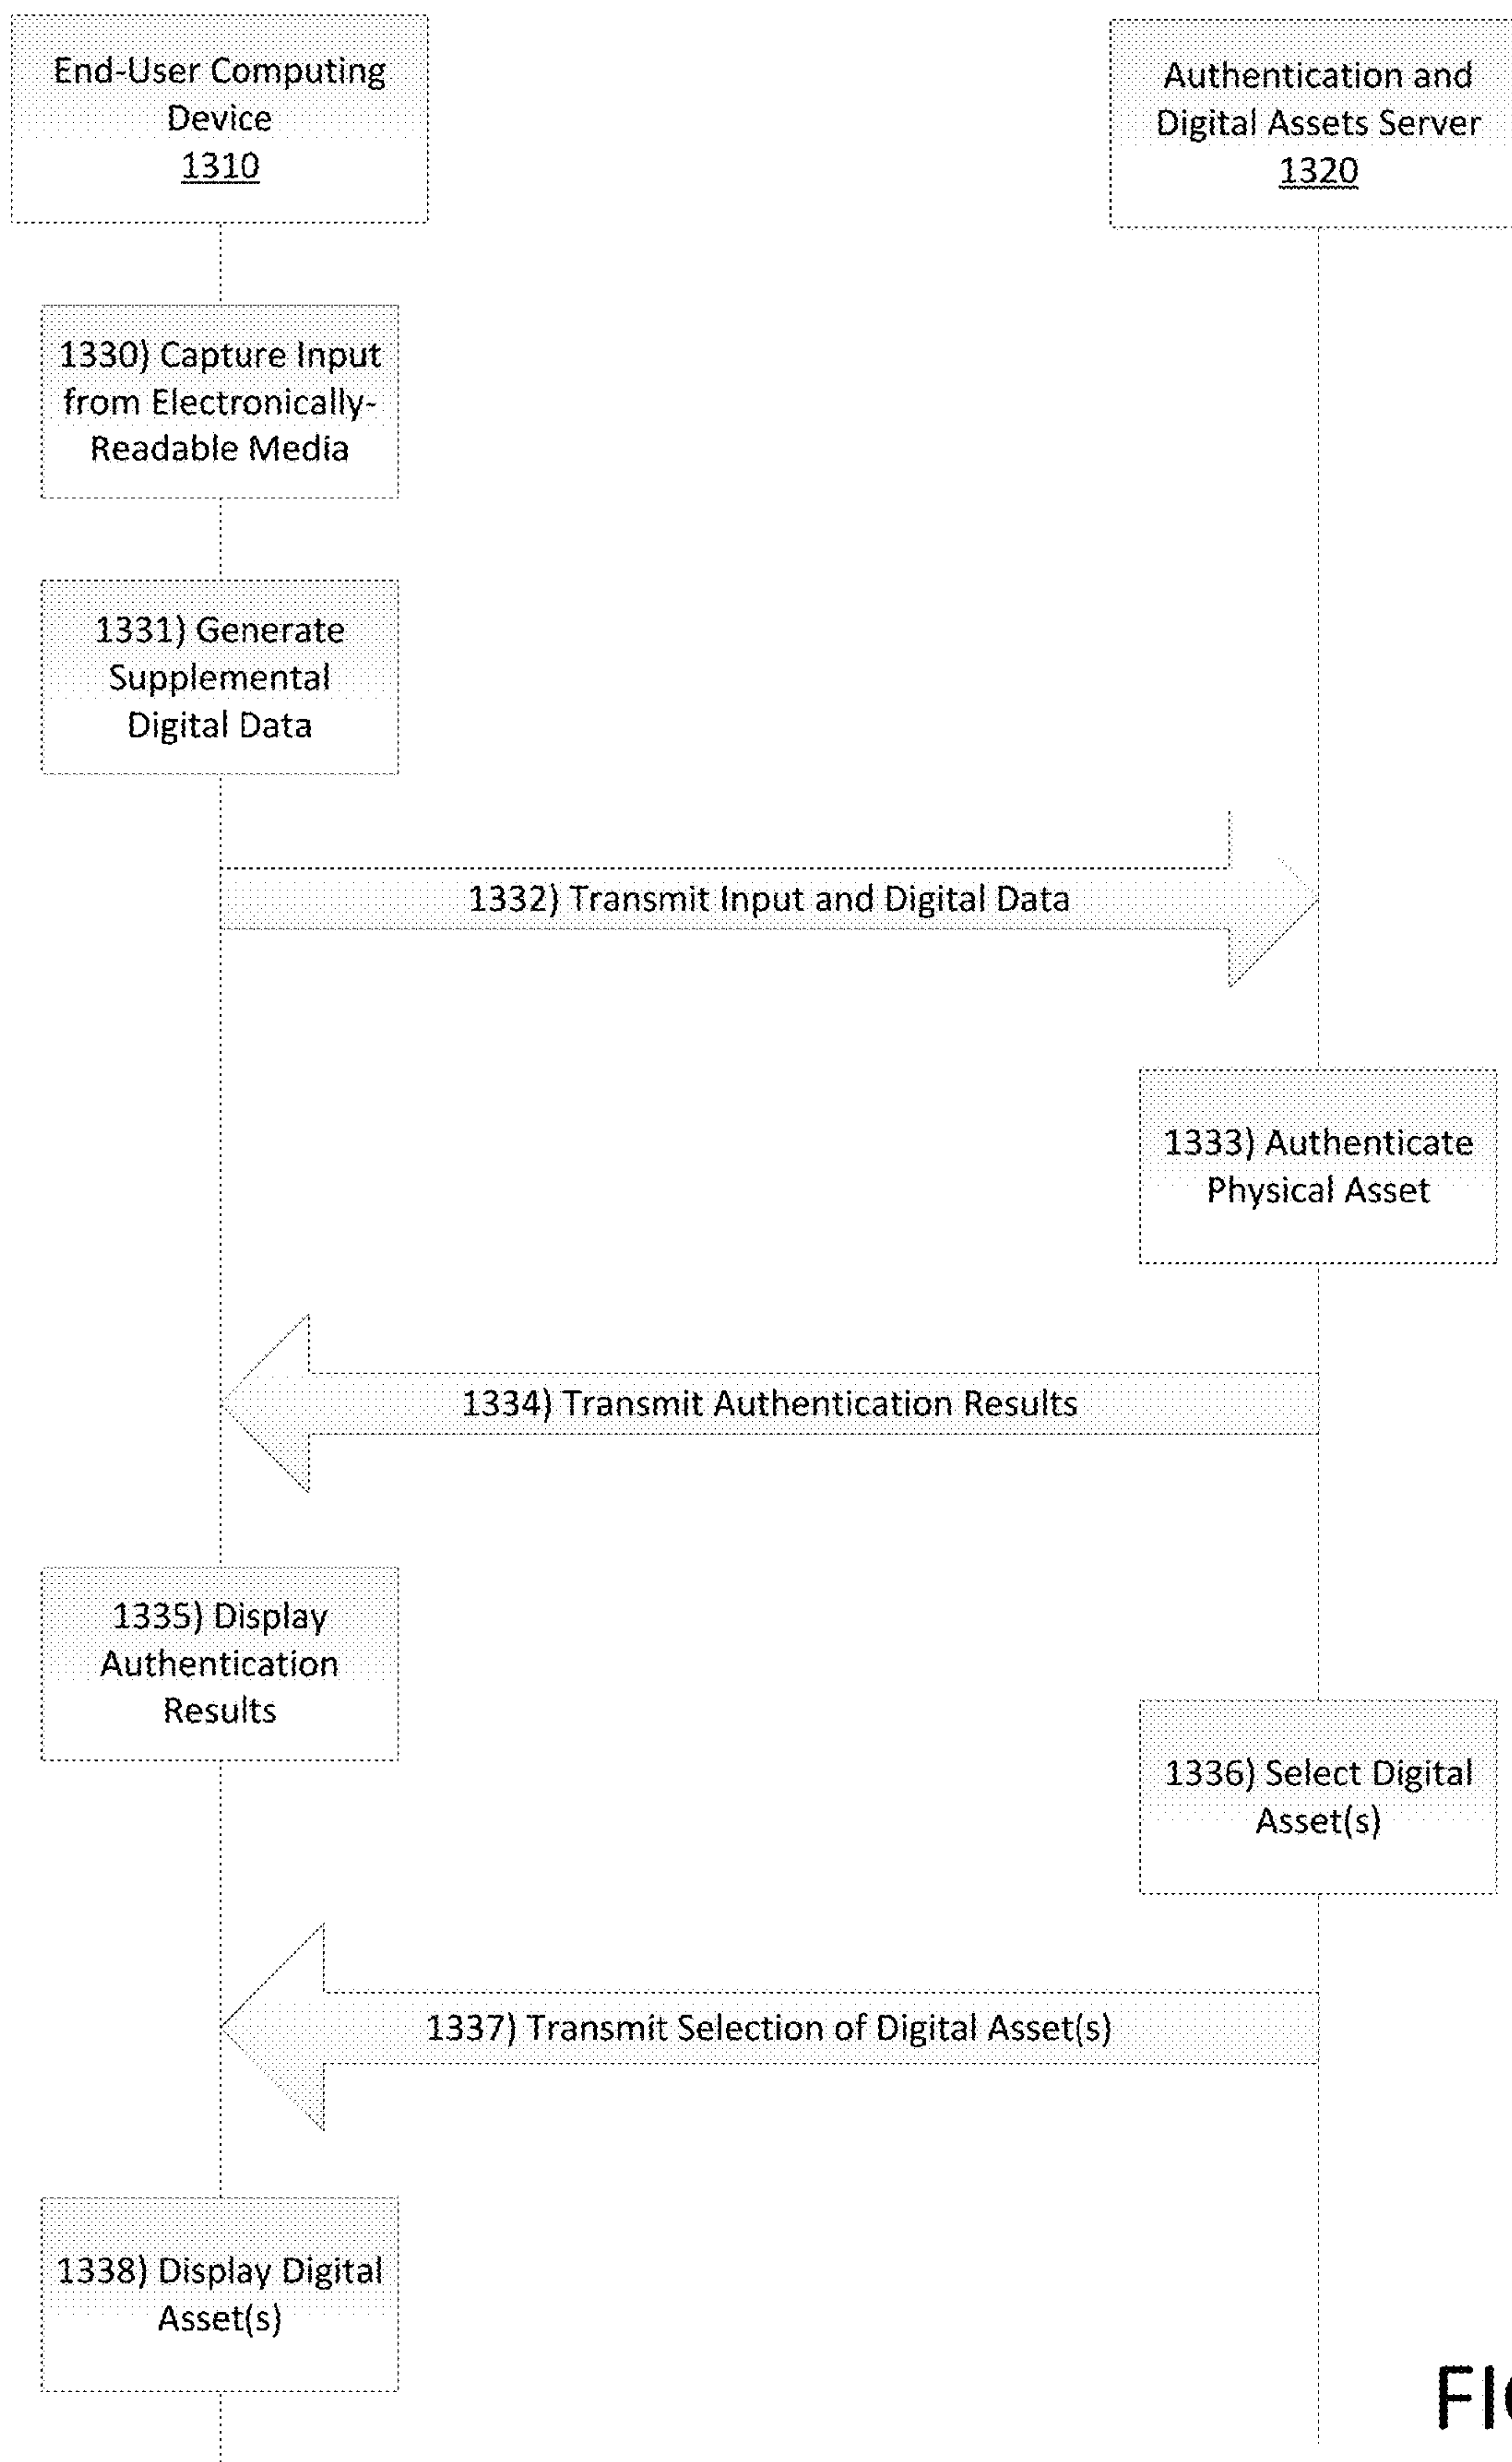 End-User Computing
Device
1310
Authentication and
Digital Assets Server
1320
1330) Capture Input
from Electronically-
Readable Media
1331) Generate
Supplemental
Digital Data
1332) Transmit Input and Digital Data
1333) Authenticate
Physical Asset
1334) Transmit Authentication Results
1335) Display
Authentication
Results
1336) Select Digital
Asset(s)
1337) Transmit Selection of Digital Asset(s)
1338) Display Digital
Asset(s)